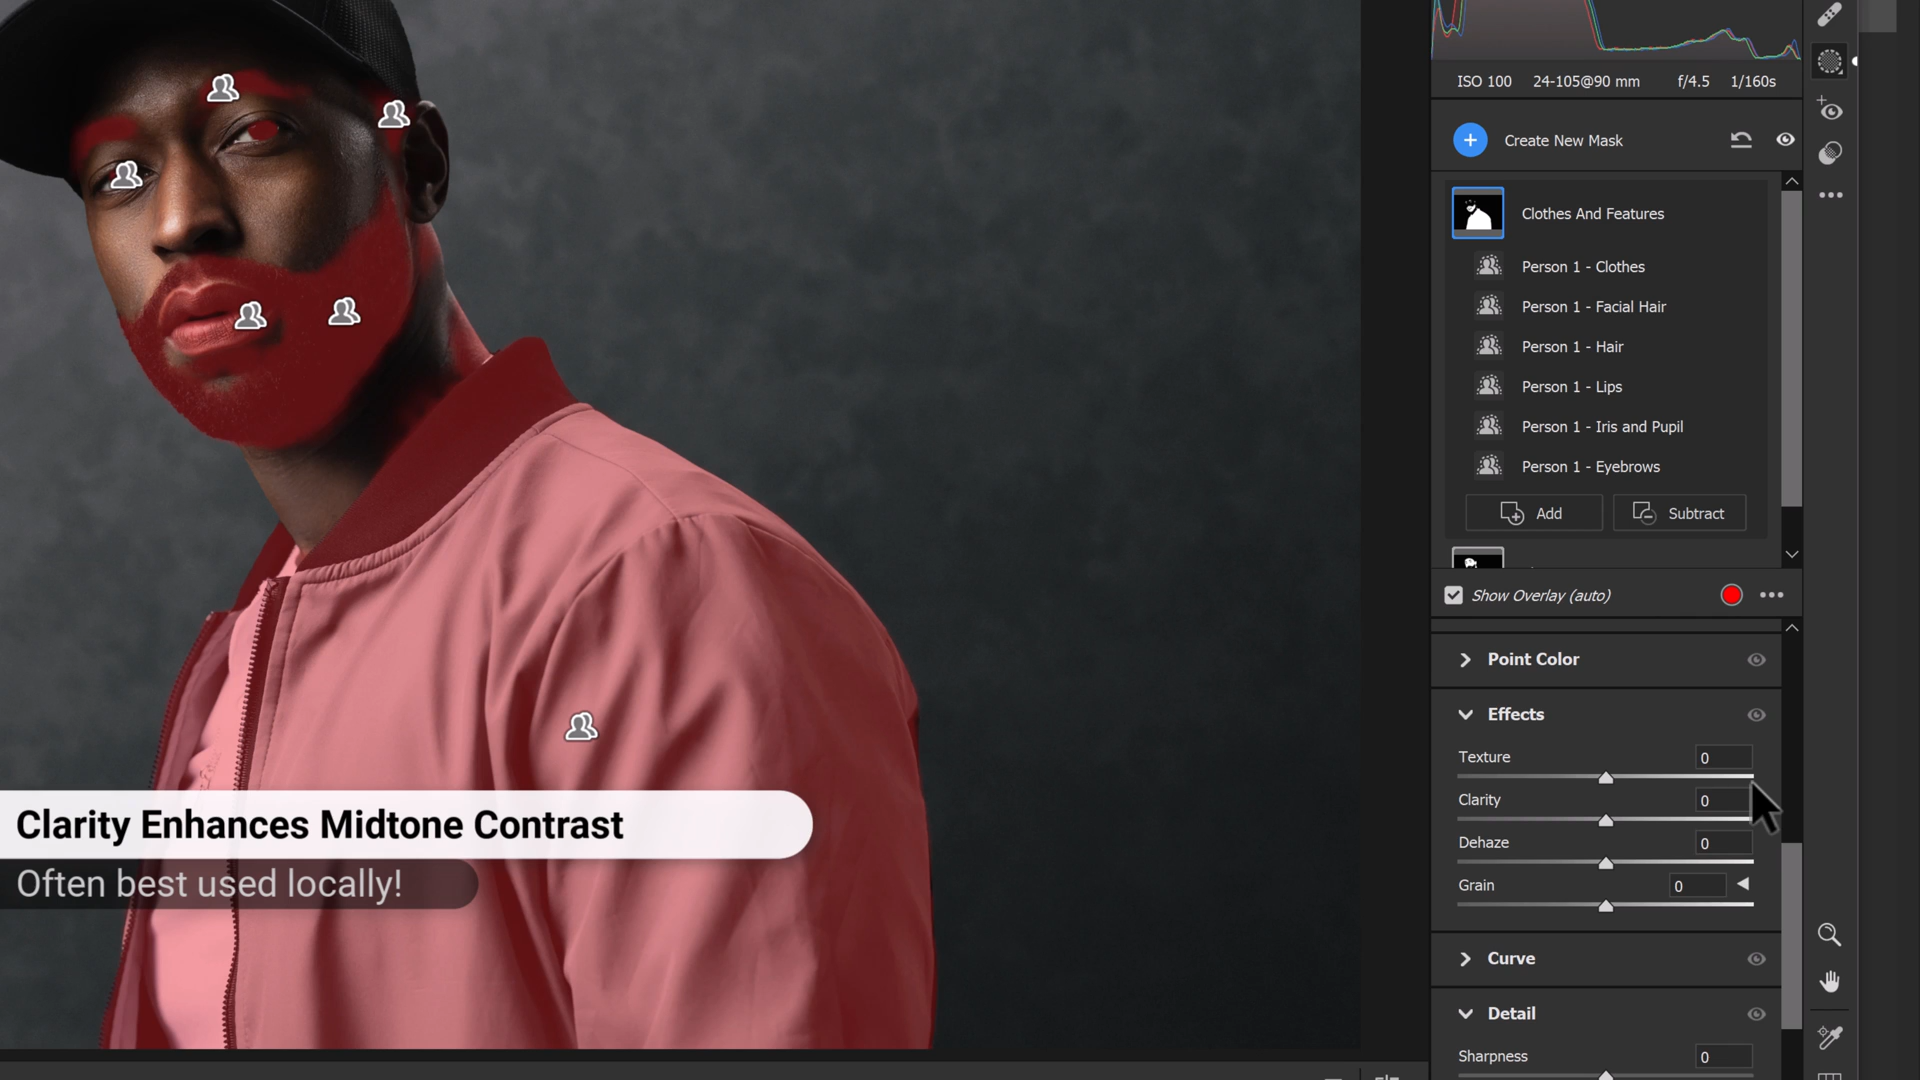 ISO 100 24-105@90 mm f/4.5 1/160s
Create New Mask
Clothes And Features
Person 1 - Clothes
Person 1 - Facial Hair
Person 1 - Hair
Person 1 - Lips
Person 1 - Iris and Pupil
Person 1 - Eyebrows
Add Subtract
Show Overlay (auto)
Point Color
Effects
Texture 0
Clarity 0
Dehaze 0
Grain 0
Curve
Detail
Sharpness 0
Clarity Enhances Midtone Contrast
Often best used locally!